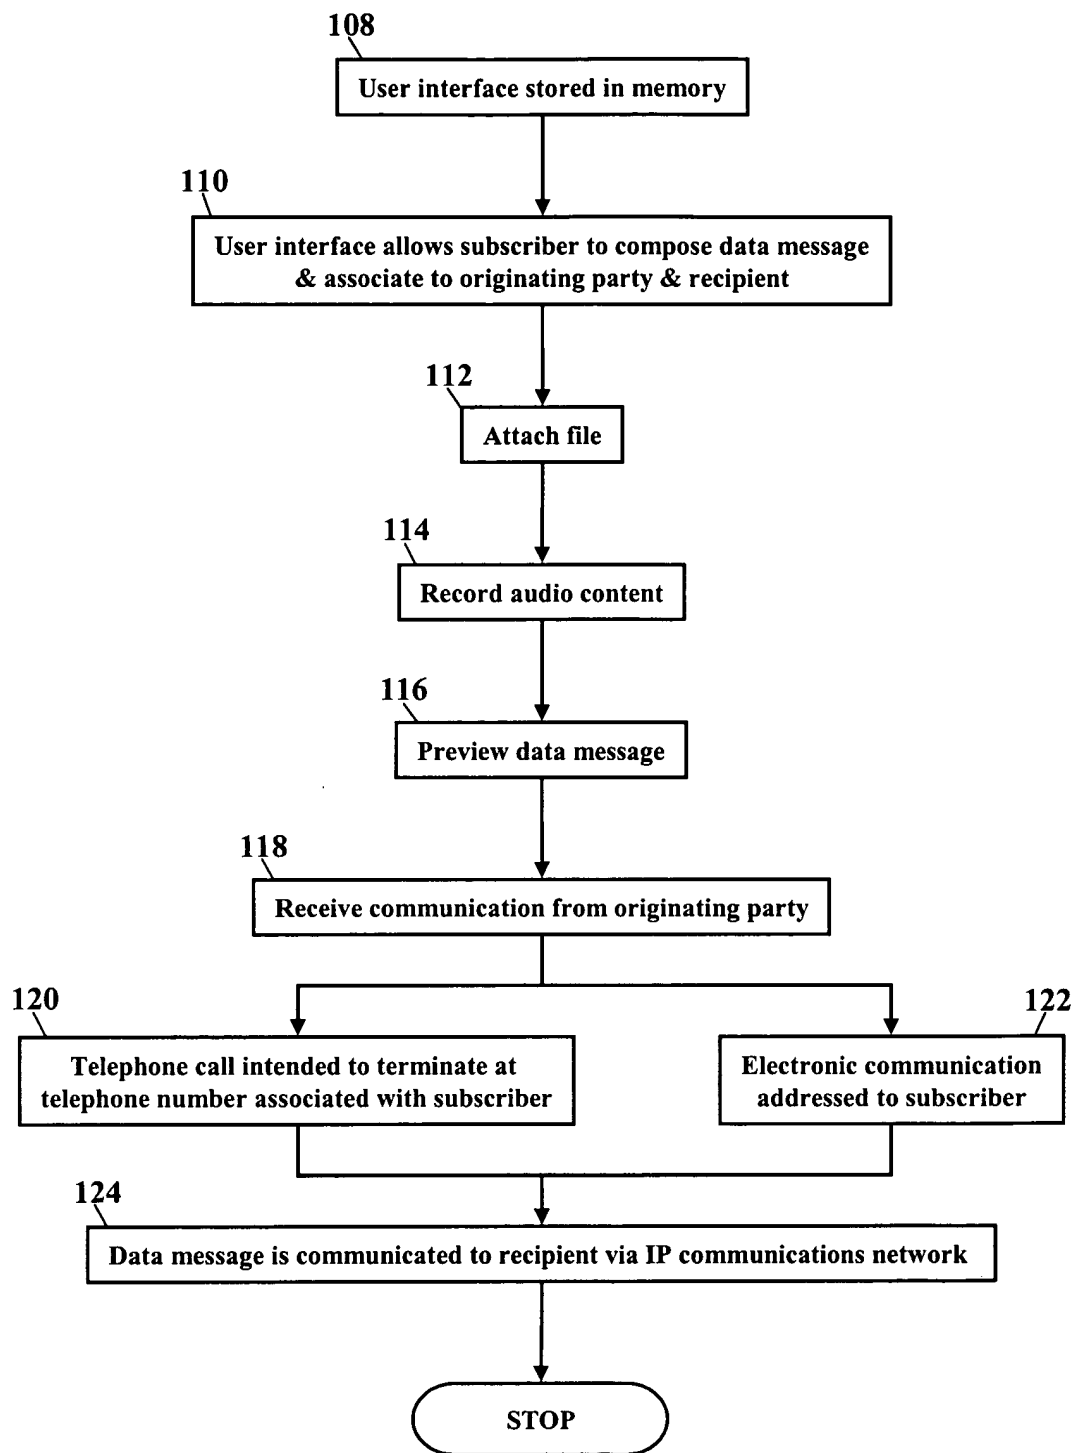 108
User interface stored in memory
110
User interface allows subscriber to compose data message
& associate to originating party & recipient
112
Attach file
114
Record audio content
116
Preview data message
118
Receive communication from originating party
120
Telephone call intended to terminate at
telephone number associated with subscriber
122
Electronic communication
addressed to subscriber
124
Data message is communicated to recipient via IP communications network
STOP